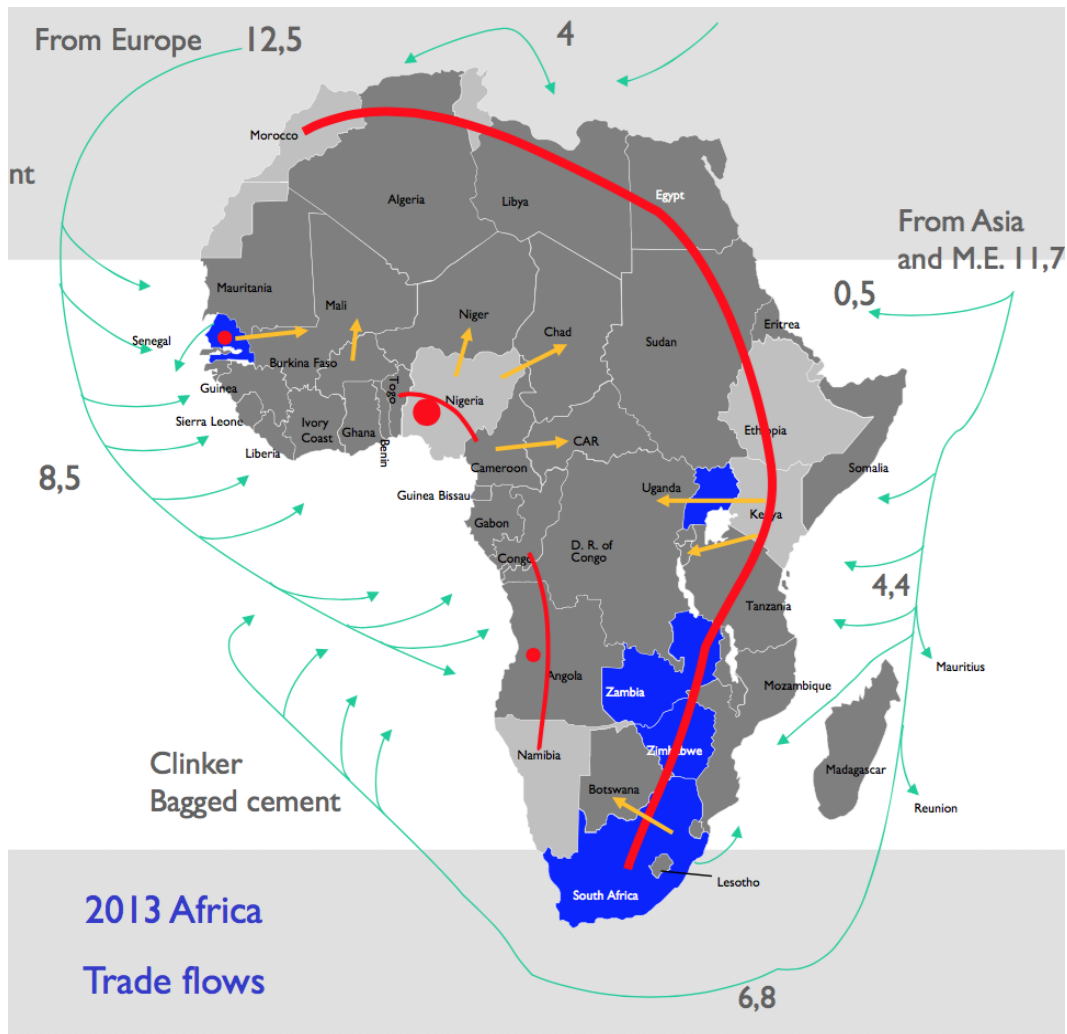 From Europe 12,5
4
Morocco
nt
Algeria
Libya
Egypt
From Asia
and M.E. 11,7
0,5
Mauritania
Mali
Niger
Chad
Sudan
Eritrea
Senegal
Burkina Faso
Guinea
Togo
Nigeria
Sierra Leone
Ivory
Coast
Ghana
Benin
Liberia
CAR
Ethiopia
Cameroon
Somalia
8,5
Guinea Bissau
Uganda
Kenya
Gabon
Congo
D. R. of
Congo
4,4
Tanzania
Mauritius
Angola
Zambia
Mozambique
Namibia
Zimbabwe
Clinker
Bagged cement
Madagascar
Botswana
Reunion
Lesotho
South Africa
2013 Africa
Trade flows
6,8